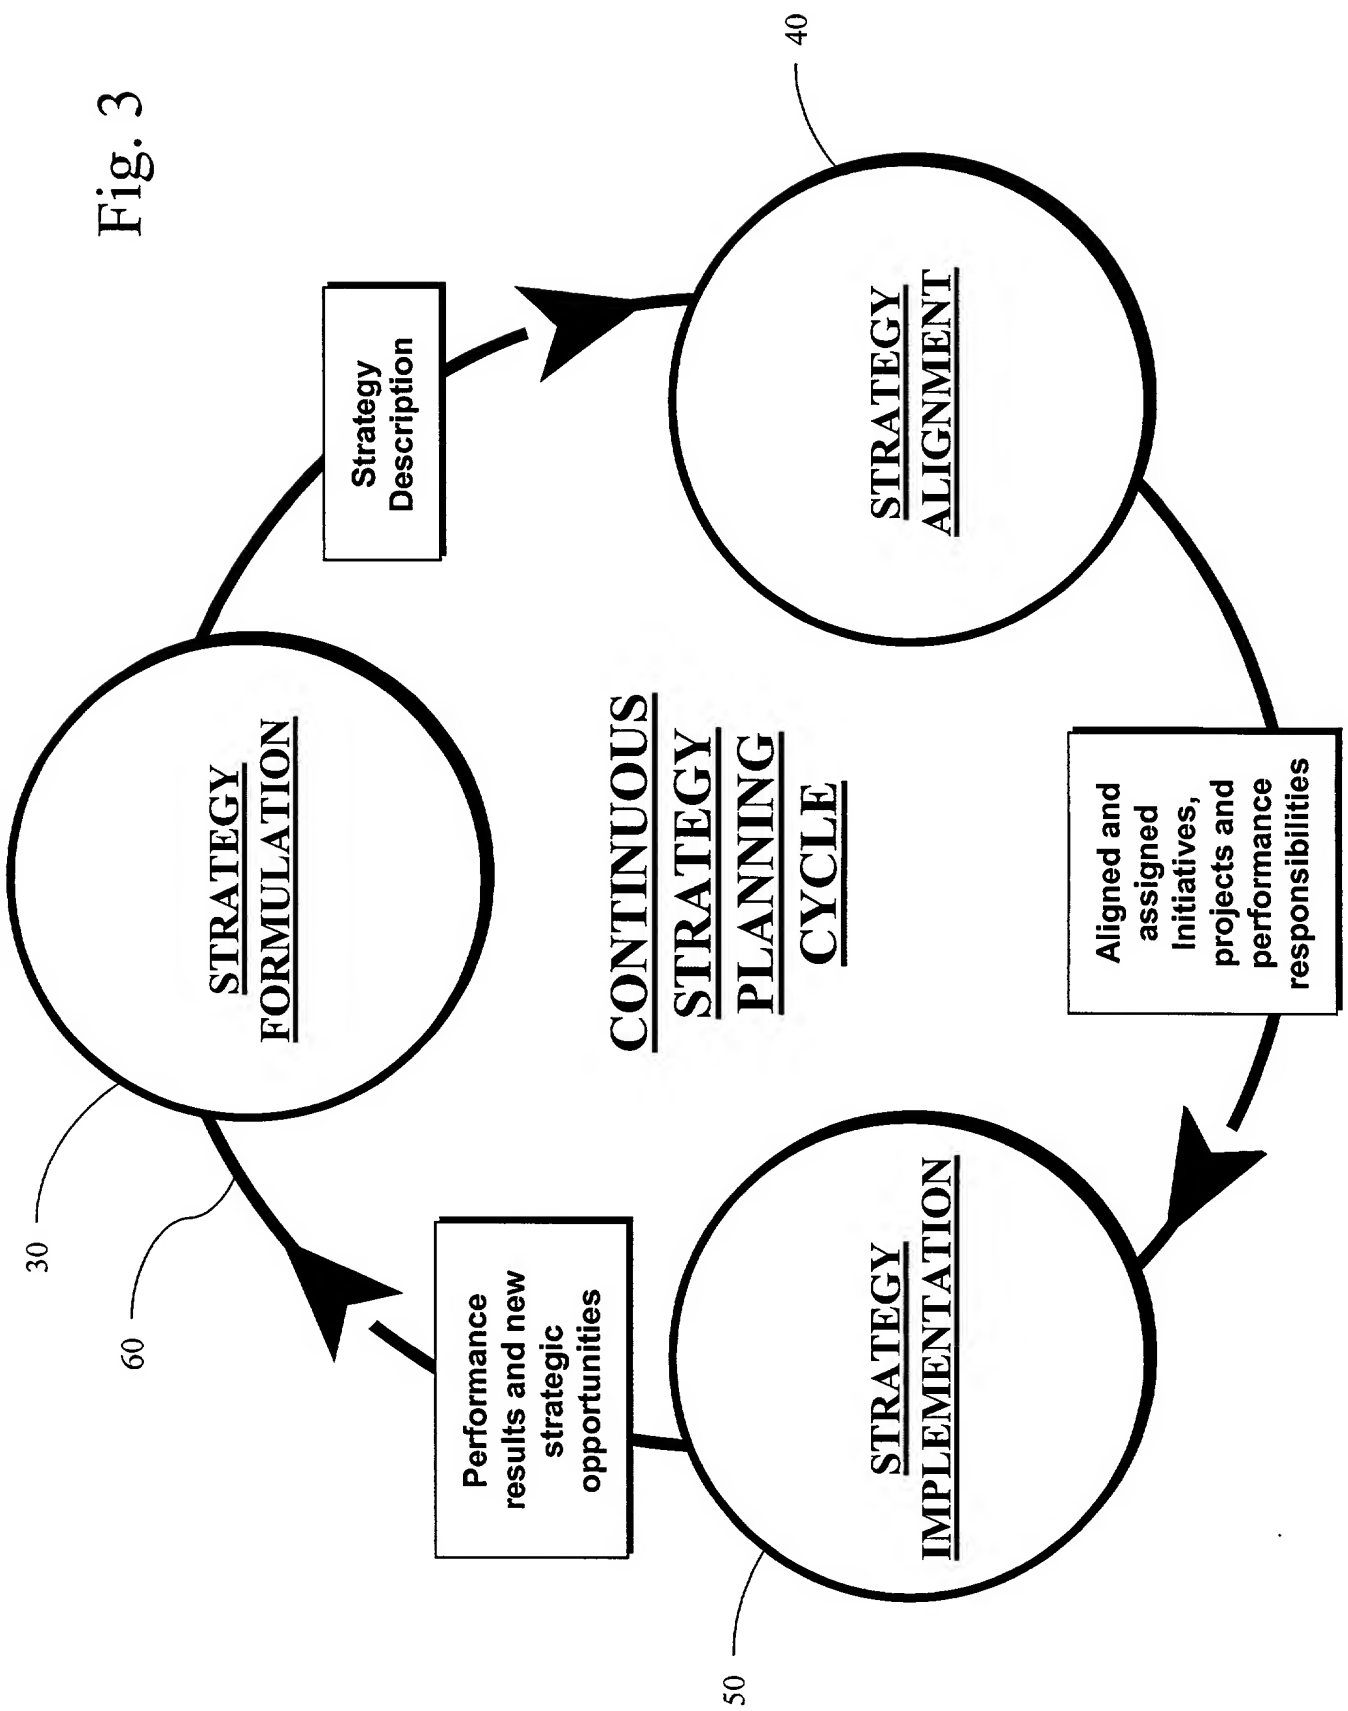 Fig. 3
30
STRATEGY
FORMULATION
60
Strategy
Description
Performance
results and new
strategic
opportunities
CONTINUOUS
STRATEGY
PLANNING
CYCLE
50
40
STRATEGY
IMPLEMENTATION
STRATEGY
ALIGNMENT
Aligned and
assigned
Initiatives,
projects and
performance
responsibilities